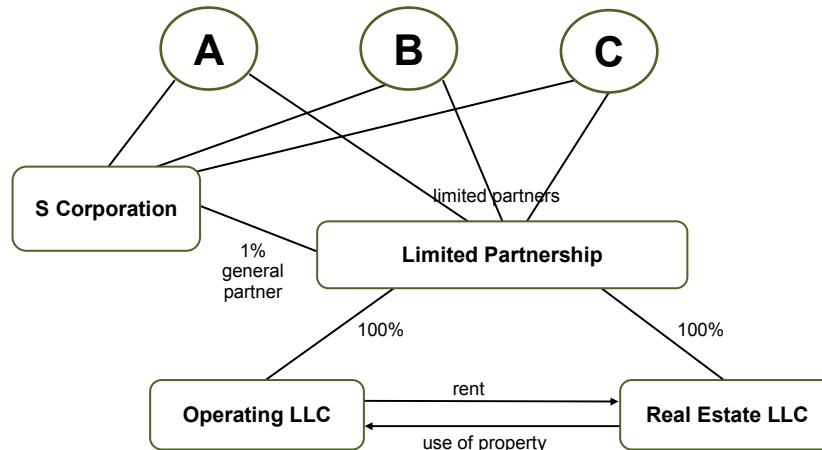 A
B
C
S Corporation
limited partners
1%
general
partner
Limited Partnership
100%
100%
Operating LLC
rent
Real Estate LLC
use of property